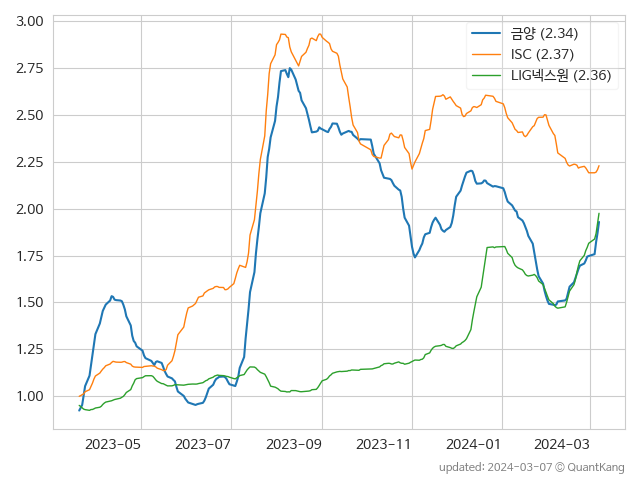 3.00
2.75
2.50
2.25
2.00
1.75
1.50
1.25
1.00
금양 (2.34)
ISC (2.37)
LIG넥스원 (2.36)
2023-05 2023-07 2023-09 2023-11 2024-01 2024-03
updated: 2024-03-07 © QuantKang